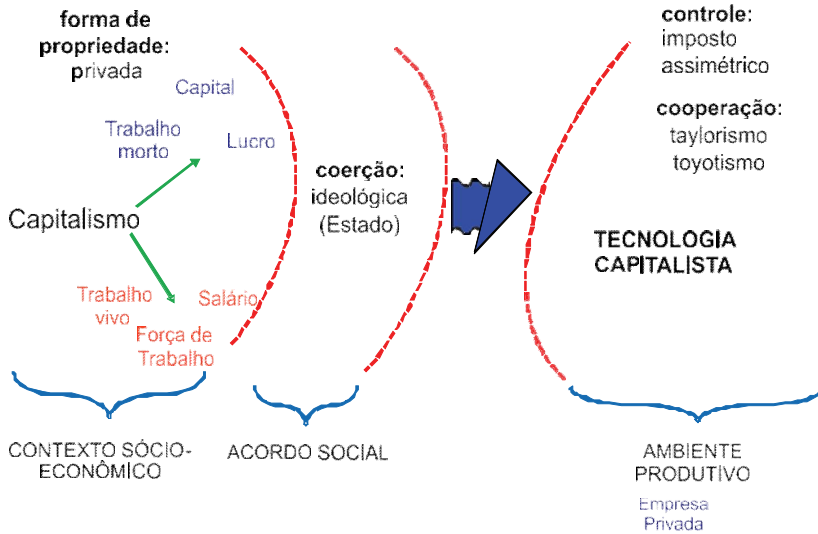 forma de
propriedade:
privada
Capital
Trabalho
morto
Lucro
Capitalismo
Trabalho
vivo
Salário
Força de
Trabalho
CONTEXTO SÓCIO-
ECONÔMICO
coerção:
ideológica
(Estado)
ACORDO SOCIAL
controle:
imposto
assimétrico
cooperação:
taylorismo
toyotismo
TECNOLOGIA
CAPITALISTA
AMBIENTE
PRODUTIVO
Empresa
Privada